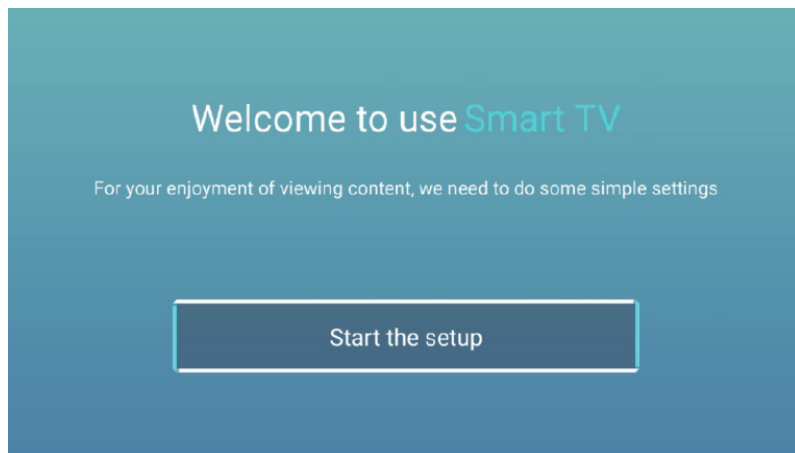 Welcome to use Smart TV
For your enjoyment of viewing content, we need to do some simple settings
Start the setup